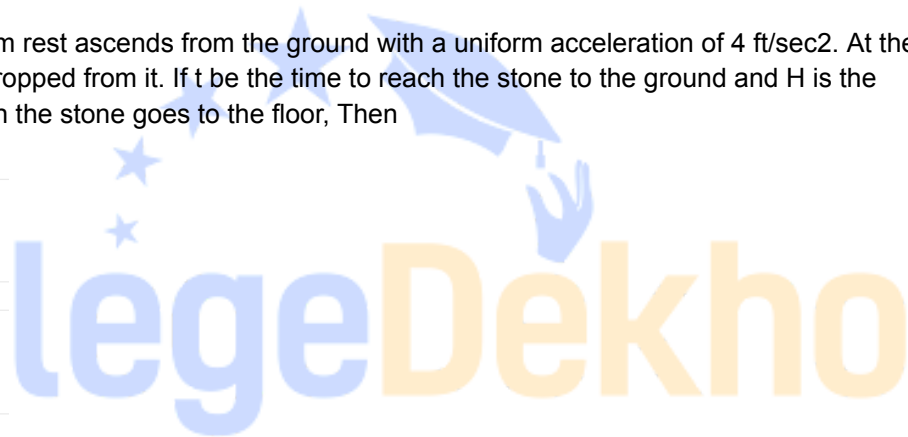 m rest ascends from the ground with a uniform acceleration of 4 ft/sec2. At the
ropped from it. If t be the time to reach the stone to the ground and H is the
n the stone goes to the floor, Then
legeDekho